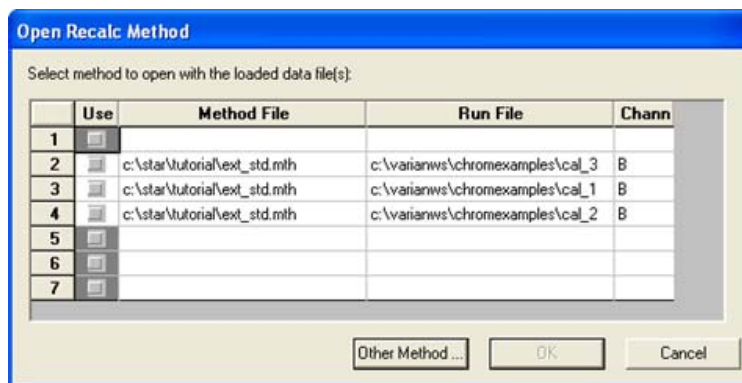 Open Recalc Method
Select method to open with the loaded data file(s):
Use Method File Run File Chann
1
2 c:\star\tutorial\ext_std.mth c:\varianws\chromexamples\cal_3 B
3 c:\star\tutorial\ext_std.mth c:\varianws\chromexamples\cal_1 B
4 c:\star\tutorial\ext_std.mth c:\varianws\chromexamples\cal_2 B
5
6
7
Other Method ... OK Cancel